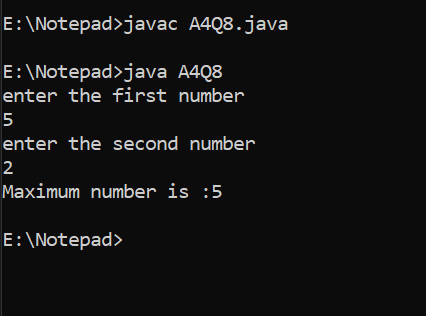 E:\Notepad>javac A4Q8.java
E:\Notepad>java A4Q8
enter the first number
5
enter the second number
2
Maximum number is :5
E:\Notepad>